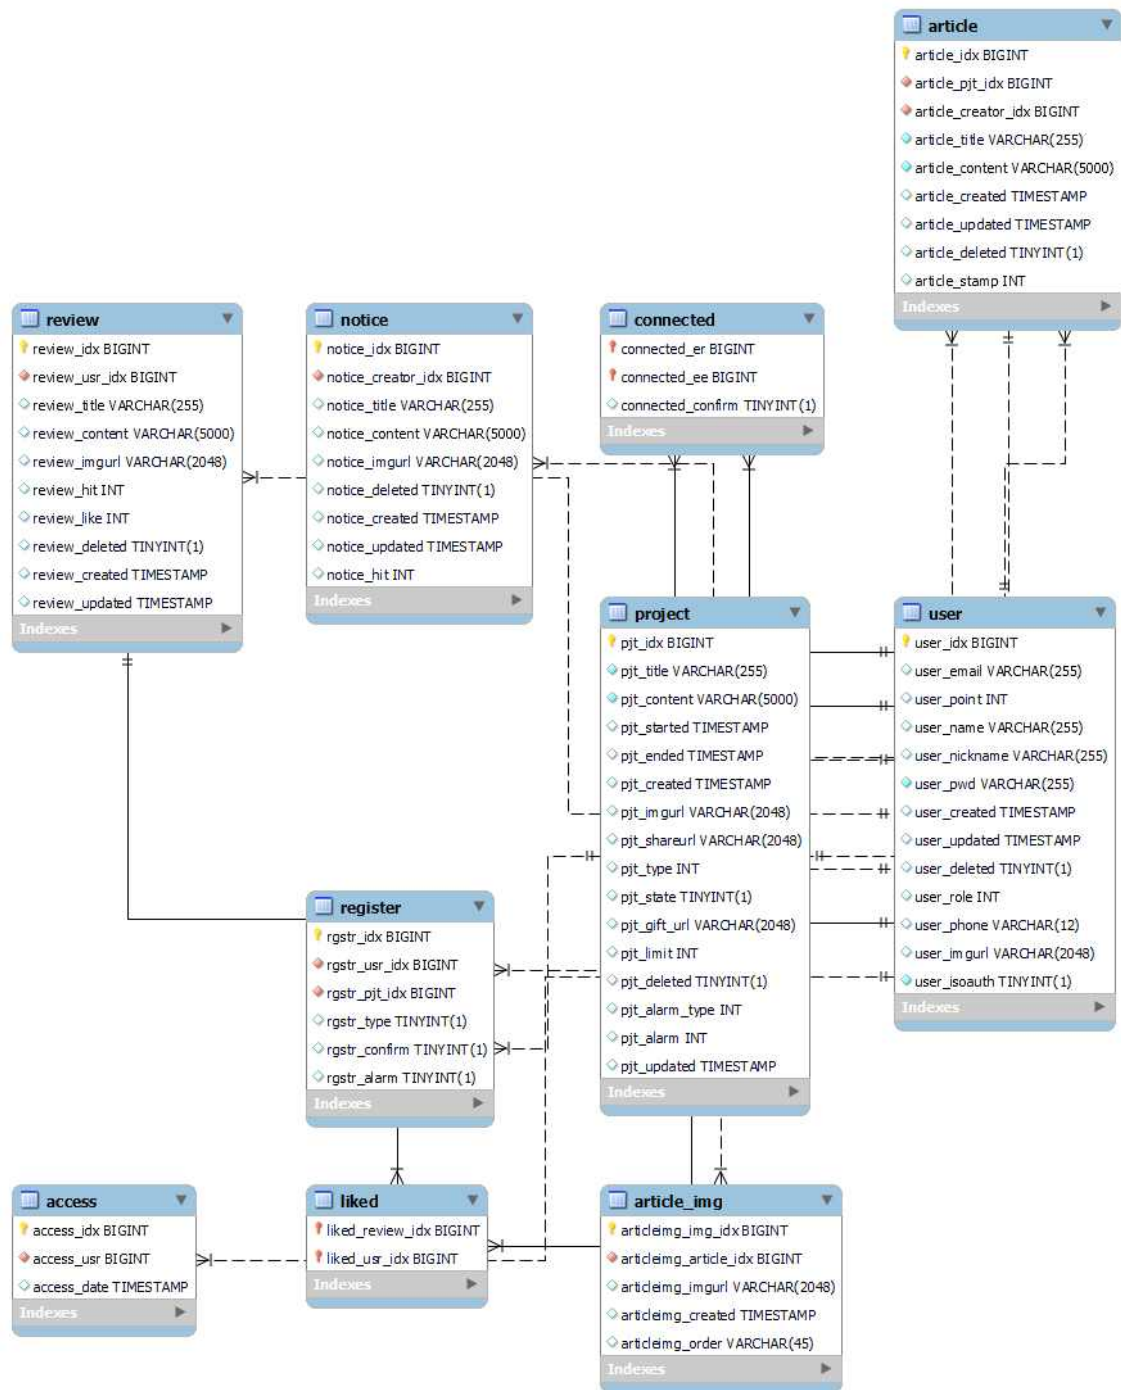 article
article_idx BIGINT
article_pjt_idx BIGINT
article_creator_idx BIGINT
article_title VARCHAR(255)
article_content VARCHAR(5000)
article_created TIMESTAMP
article_updated TIMESTAMP
article_deleted TINYINT(1)
article_stamp INT
Indexes
review
review_idx BIGINT
review_usr_idx BIGINT
review_title VARCHAR(255)
review_content VARCHAR(5000)
review_imgurl VARCHAR(2048)
review_hit INT
review_like INT
review_deleted TINYINT(1)
review_created TIMESTAMP
review_updated TIMESTAMP
Indexes
notice
notice_idx BIGINT
notice_creator_idx BIGINT
notice_title VARCHAR(255)
notice_content VARCHAR(5000)
notice_imgurl VARCHAR(2048)
notice_deleted TINYINT(1)
notice_created TIMESTAMP
notice_updated TIMESTAMP
notice_hit INT
Indexes
connected
connected_er BIGINT
connected_ee BIGINT
connected_confirm TINYINT(1)
Indexes
project
pjt_idx BIGINT
pjt_title VARCHAR(255)
pjt_content VARCHAR(5000)
pjt_started TIMESTAMP
pjt_ended TIMESTAMP
pjt_created TIMESTAMP
pjt_imgurl VARCHAR(2048)
pjt_shareurl VARCHAR(2048)
pjt_type INT
pjt_state TINYINT(1)
pjt_gift_url VARCHAR(2048)
pjt_limit INT
pjt_deleted TINYINT(1)
pjt_alarm_type INT
pjt_alarm INT
pjt_updated TIMESTAMP
Indexes
user
user_idx BIGINT
user_email VARCHAR(255)
user_point INT
user_name VARCHAR(255)
user_nickname VARCHAR(255)
user_pwd VARCHAR(255)
user_created TIMESTAMP
user_updated TIMESTAMP
user_deleted TINYINT(1)
user_role INT
user_phone VARCHAR(12)
user_imgurl VARCHAR(2048)
user_isoauth TINYINT(1)
Indexes
register
rgstr_idx BIGINT
rgstr_usr_idx BIGINT
rgstr_pjt_idx BIGINT
rgstr_type TINYINT(1)
rgstr_confirm TINYINT(1)
rgstr_alarm TINYINT(1)
Indexes
access
access_idx BIGINT
access_usr BIGINT
access_date TIMESTAMP
Indexes
liked
liked_review_idx BIGINT
liked_usr_idx BIGINT
Indexes
article_img
articleimg_img_idx BIGINT
articleimg_article_idx BIGINT
articleimg_imgurl VARCHAR(2048)
articleimg_created TIMESTAMP
articleimg_order VARCHAR(45)
Indexes